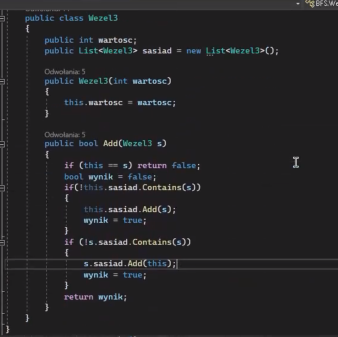 BFS.We
public class Wezel3
{
public int wartosc;
public List<Wezel3> sasiad = new List<Wezel3>();
Odwołania: 5
public Wezel3(int wartosc)
{
this.wartosc = wartosc;
}
Odwołania: 5
public bool Add(Wezel3 s)
{
if (this == s) return false;
bool wynik = false;
if(!this.sasiad.Contains(s))
{
this.sasiad.Add(s);
wynik = true;
}
if (!s.sasiad.Contains(s))
{
s.sasiad.Add(this);
wynik = true;
}
return wynik;
}
}
}